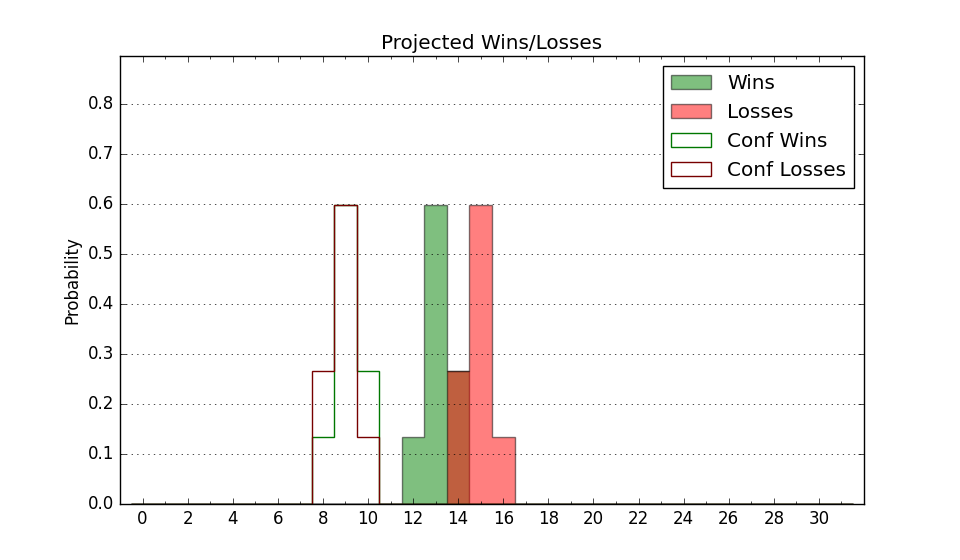 Projected Wins/Losses
Wins
Losses
Conf Wins
Conf Losses
Probability
0.8
0.7
0.6
0.5
0.4
0.3
0.2
0.1
0.0
0 2 4 6 8 10 12 14 16 18 20 22 24 26 28 30